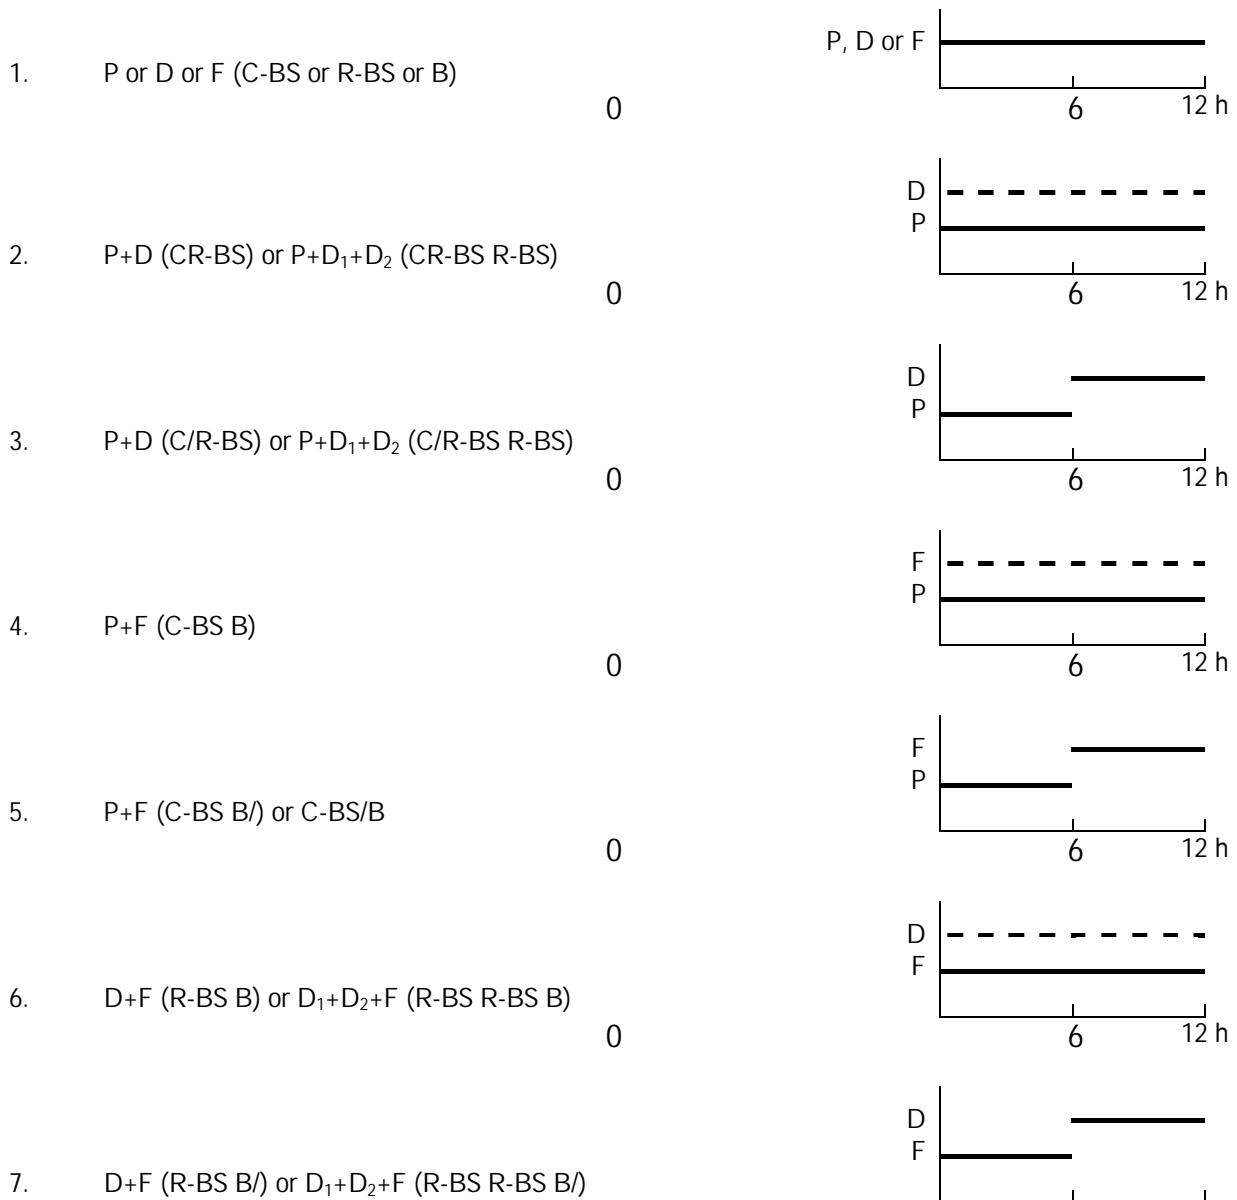 P, D or F
1. P or D or F (C-BS or R-BS or B)
0 6 12 h
D
P
2. P+D (CR-BS) or P+D₁+D₂ (CR-BS R-BS)
0 6 12 h
D
P
3. P+D (C/R-BS) or P+D₁+D₂ (C/R-BS R-BS)
0 6 12 h
F
P
4. P+F (C-BS B)
0 6 12 h
F
P
5. P+F (C-BS B/) or C-BS/B
0 6 12 h
D
F
6. D+F (R-BS B) or D₁+D₂+F (R-BS R-BS B)
0 6 12 h
D
F
7. D+F (R-BS B/) or D₁+D₂+F (R-BS R-BS B/)